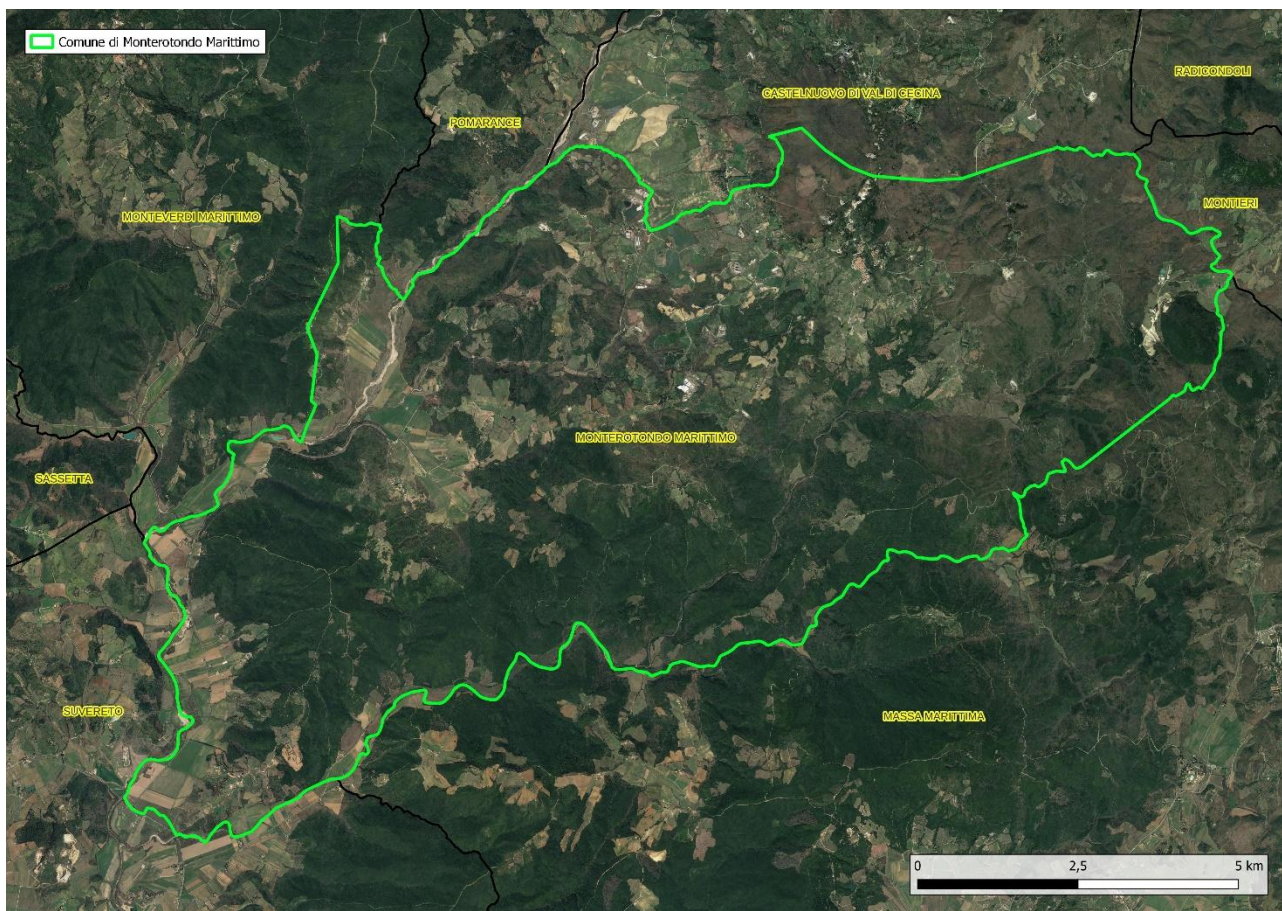 Comune di Monterotondo Marittimo
RADICONDOLI
CASTELNUOVO DI VAL DI CECINA
POMARANCE
MONTEVERDI MARITTIMO
MONTIERI
MONTEROTONDO MARITTIMO
SASSETTA
SUVERETO
MASSA MARITTIMA
0 2,5 5 km